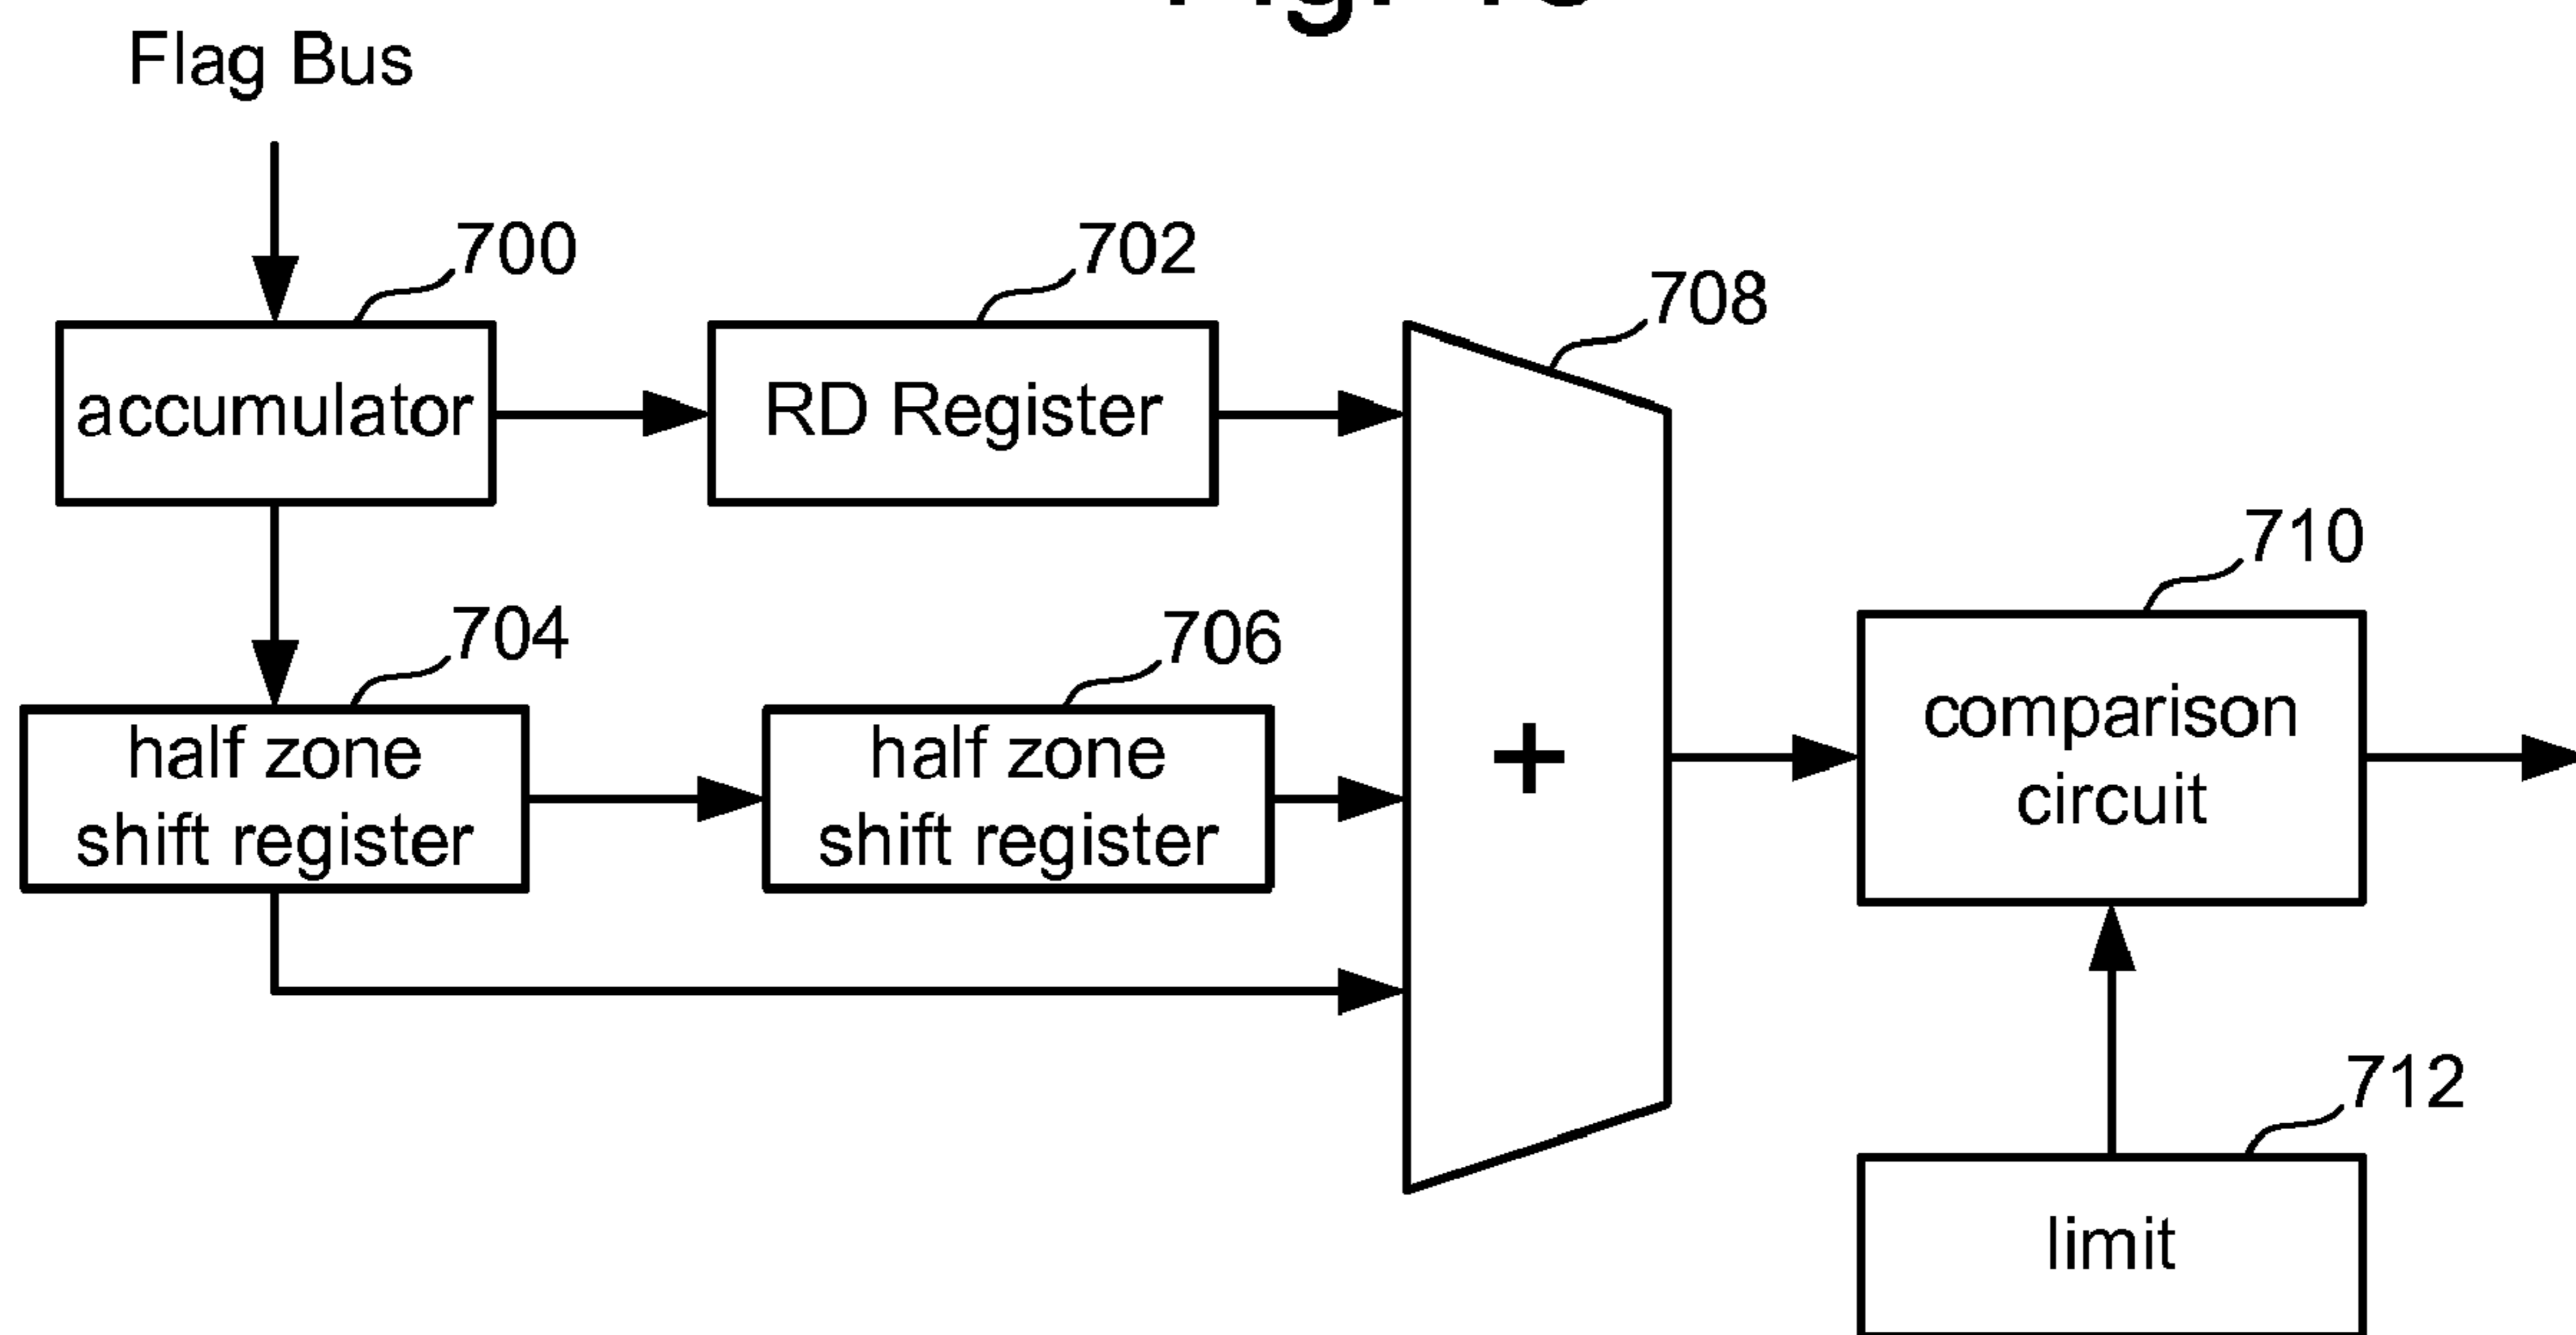 Flag Bus
700
702
708
accumulator
RD Register
710
704
706
half zone
shift register
half zone
shift register
+
comparison
circuit
712
limit